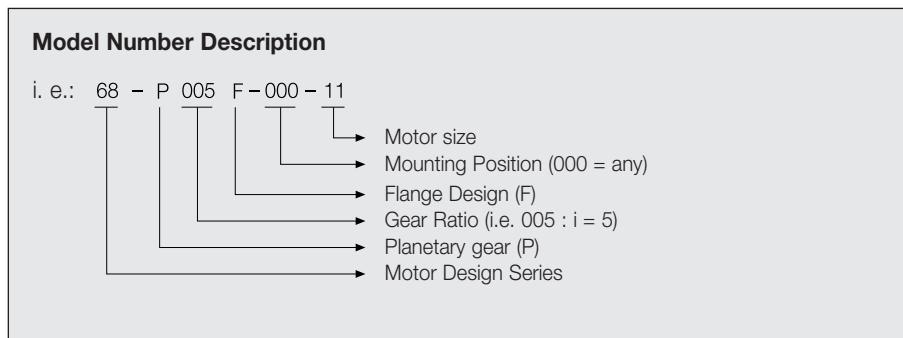 Model Number Description
i. e.: 68 - P 005 F - 000 - 11
Motor size
Mounting Position (000 = any)
Flange Design (F)
Gear Ratio (i.e. 005 : i = 5)
Planetary gear (P)
Motor Design Series